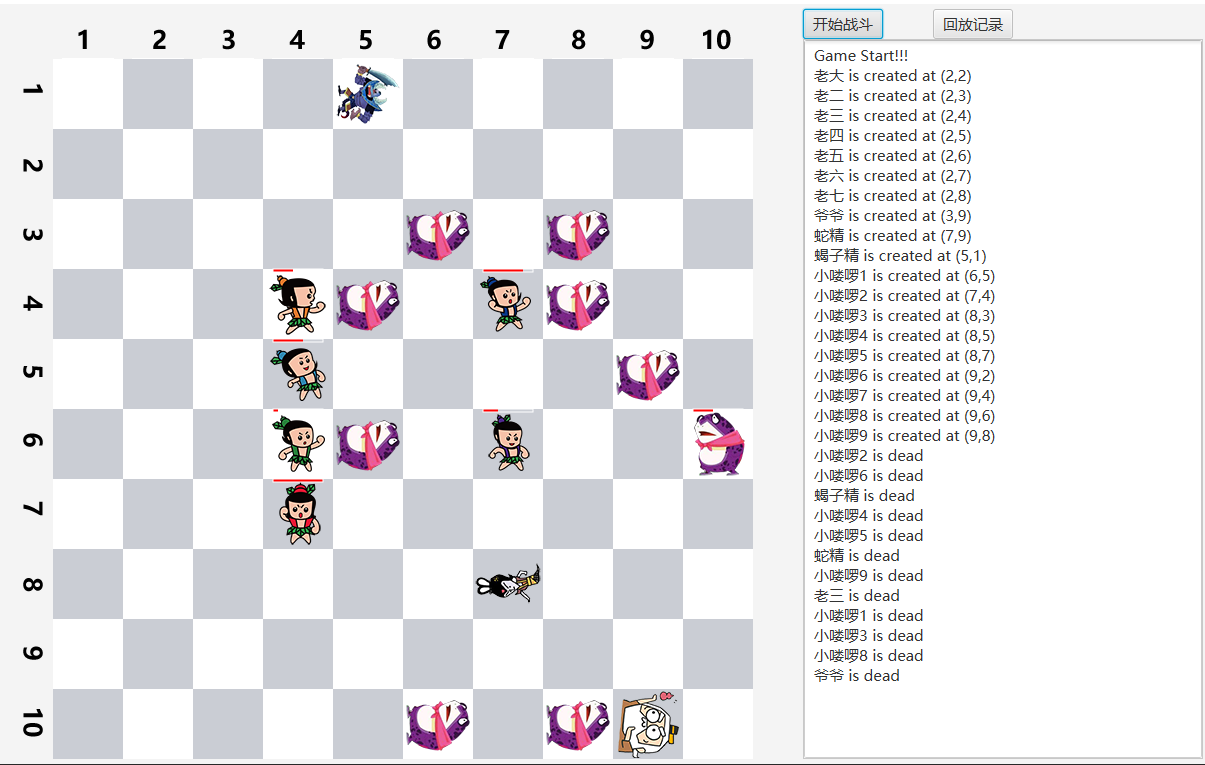 开始战斗 回放记录
1 2 3 4 5 6 7 8 9 10
1
2
3
4
5
6
7
8
9
10
Game Start!!!
老大 is created at (2,2)
老二 is created at (2,3)
老三 is created at (2,4)
老四 is created at (2,5)
老五 is created at (2,6)
老六 is created at (2,7)
老七 is created at (2,8)
爷爷 is created at (3,9)
蛇精 is created at (7,9)
蝎子精 is created at (5,1)
小喽啰1 is created at (6,5)
小喽啰2 is created at (7,4)
小喽啰3 is created at (8,3)
小喽啰4 is created at (8,5)
小喽啰5 is created at (8,7)
小喽啰6 is created at (9,2)
小喽啰7 is created at (9,4)
小喽啰8 is created at (9,6)
小喽啰9 is created at (9,8)
小喽啰2 is dead
小喽啰6 is dead
蝎子精 is dead
小喽啰4 is dead
小喽啰5 is dead
蛇精 is dead
小喽啰9 is dead
老三 is dead
小喽啰1 is dead
小喽啰3 is dead
小喽啰8 is dead
爷爷 is dead